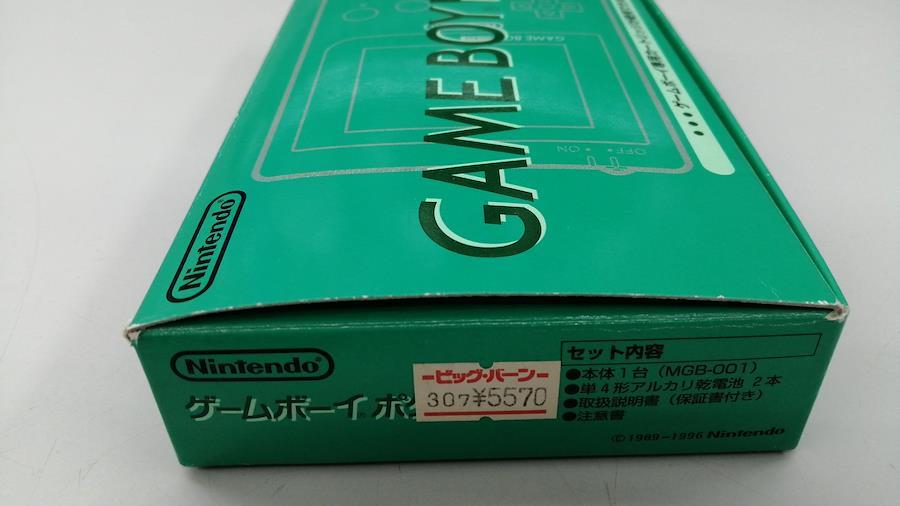 GAME BOY
Nintendo
OFF • ON
Nintendo
ゲームボーイ
ビッグ・バーン
307¥5570
セット内容
●本体1台(MGB-001)
●単4形アルカリ乾電池 2本
●取扱説明書(保証書付き)
●注意書
©1989-1996 Nintendo